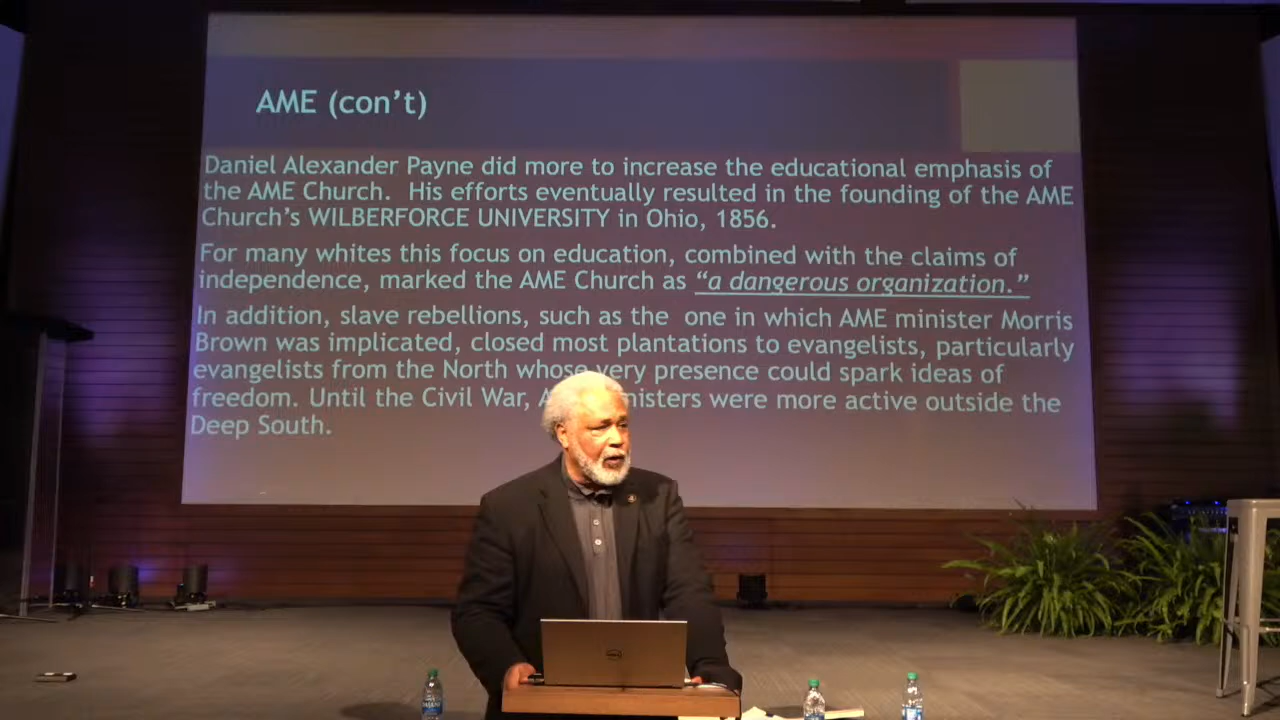 AME (con't)
Daniel Alexander Payne did more to increase the educational emphasis of
the AME Church. His efforts eventually resulted in the founding of the AME
Church's WILBERFORCE UNIVERSITY in Ohio, 1856.
For many whites this focus on education, combined with the claims of
independence, marked the AME Church as "a dangerous organization."
In addition, slave rebellions, such as the one in which AME minister Morris
Brown was implicated, closed most plantations to evangelists, particularly
evangelists from the North whose very presence could spark ideas of
freedom. Until the Civil War, were more active outside the
Deep South.
DELL